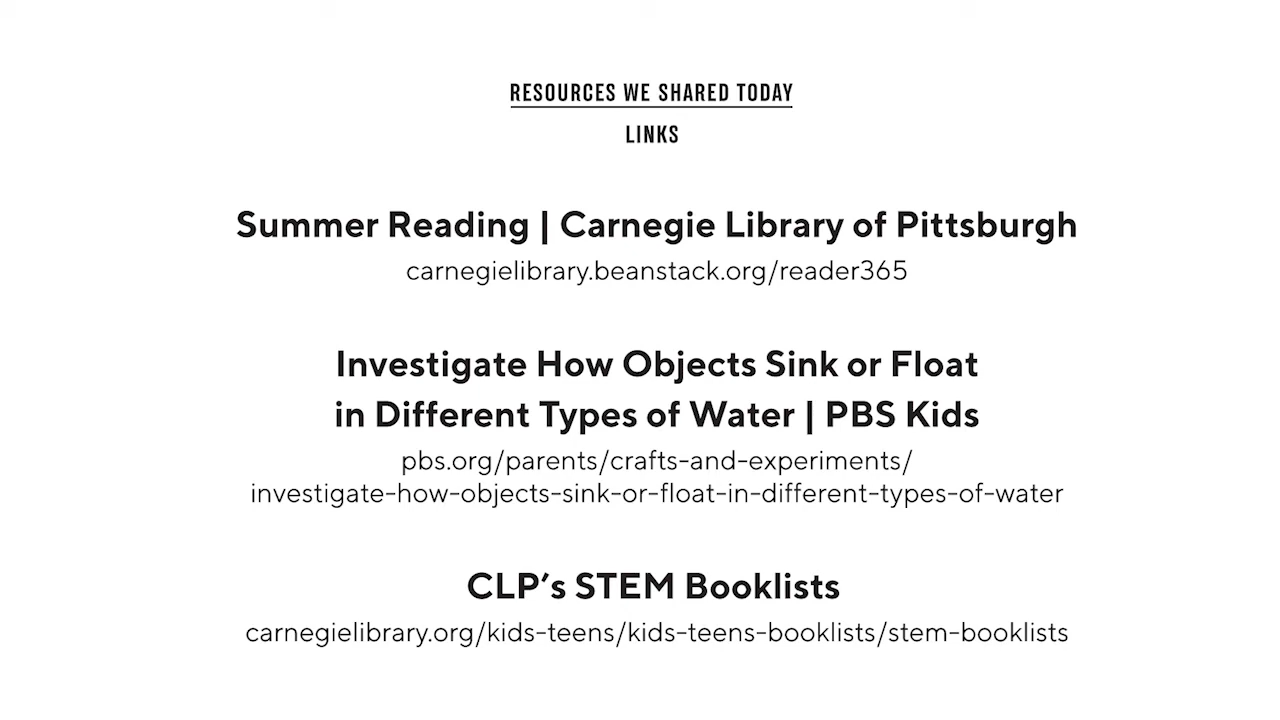 RESOURCES WE SHARED TODAY
LINKS
Summer Reading | Carnegie Library of Pittsburgh
carnegielibrary.beanstack.org/reader365
Investigate How Objects Sink or Float
in Different Types of Water | PBS Kids
pbs.org/parents/crafts-and-experiments/
investigate-how-objects-sink-or-float-in-different-types-of-water
CLP’s STEM Booklists
carnegielibrary.org/kids-teens/kids-teens-booklists/stem-booklists